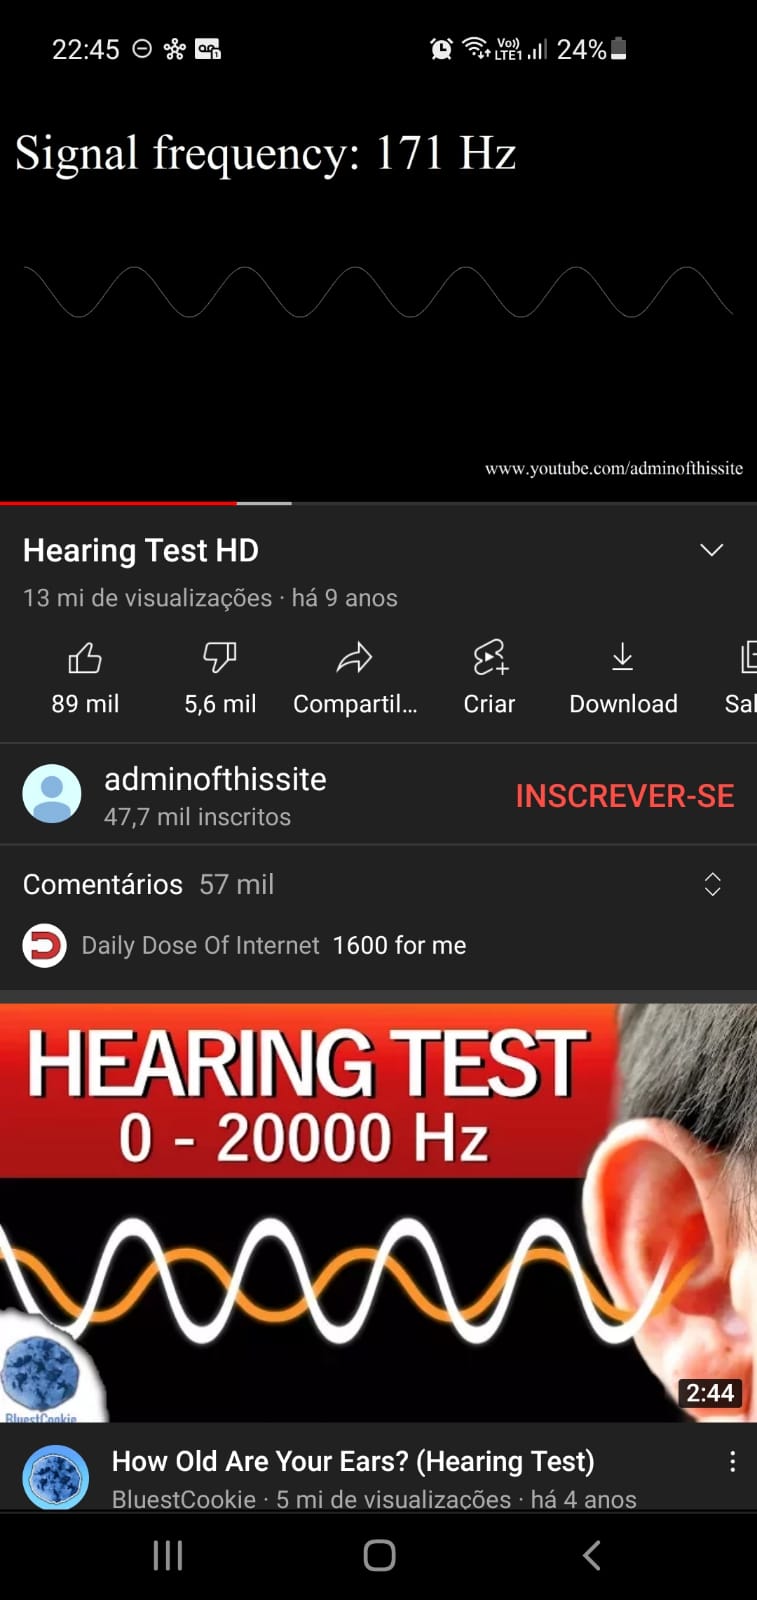 22:45
Vo))
LTE1
24%
Signal frequency: 171 Hz
www.youtube.com/adminofthissite
Hearing Test HD
13 mi de visualizações · há 9 anos
89 mil
5,6 mil
Compartil...
Criar
Download
Sal
adminofthissite
47,7 mil inscritos
INSCREVER-SE
Comentários 57 mil
Daily Dose Of Internet 1600 for me
HEARING TEST
0 - 20000 Hz
BluestCookie
2:44
How Old Are Your Ears? (Hearing Test)
BluestCookie · 5 mi de visualizações · há 4 anos